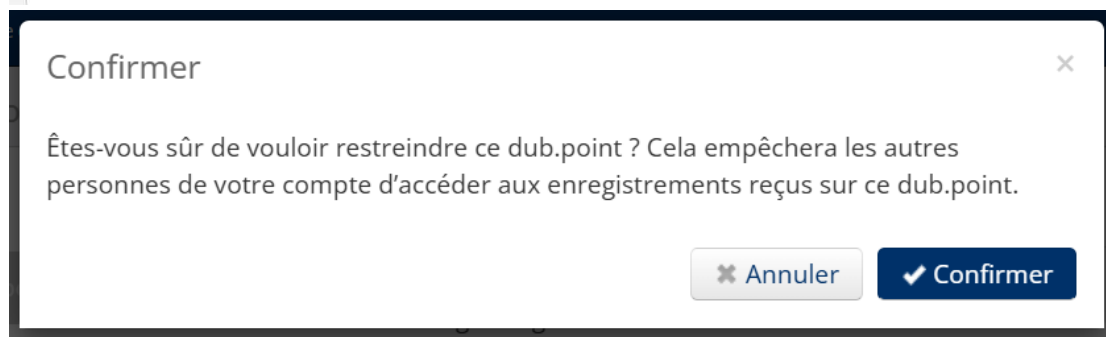 Confirmer
×
Êtes-vous sûr de vouloir restreindre ce dub.point ? Cela empêchera les autres
personnes de votre compte d’accéder aux enregistrements reçus sur ce dub.point.
✖ Annuler
✔ Confirmer